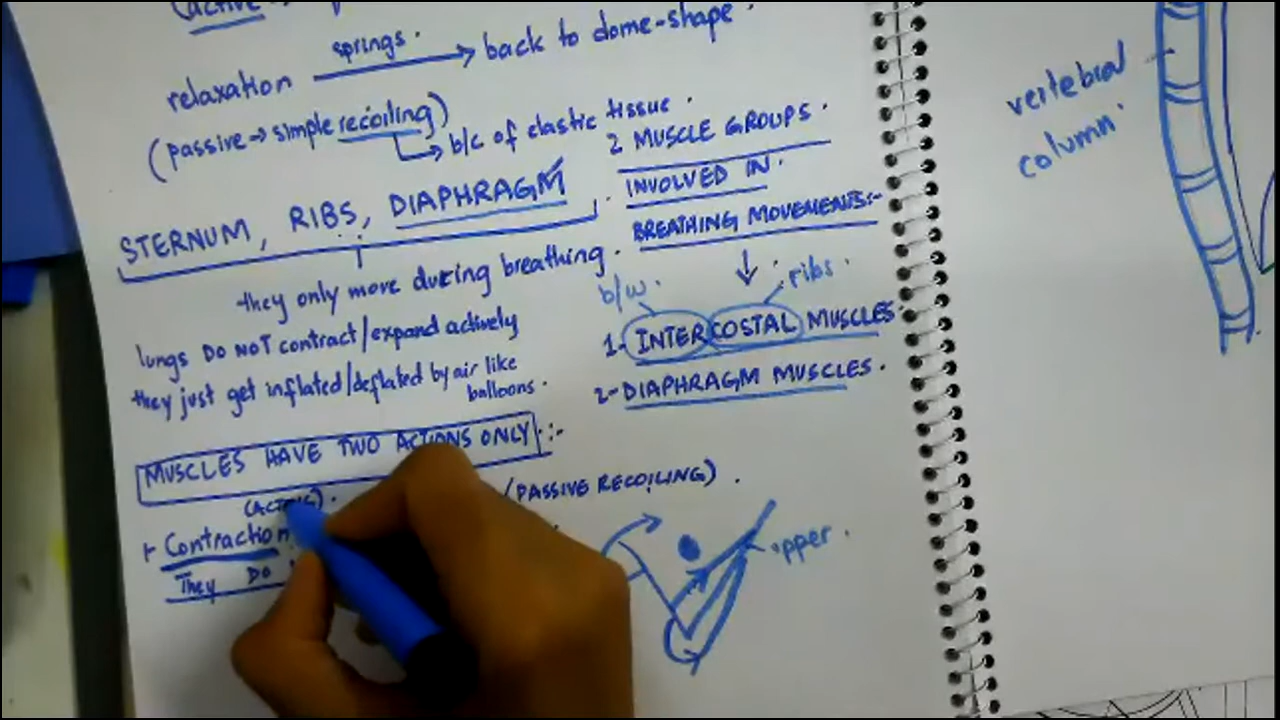 (active
springs.
relaxation → back to dome-shape.
(passive → simple recoiling)
↳ b/c of elastic tissue.
STERNUM, RIBS, DIAPHRAGM.
they only move during breathing.
lungs DO NOT contract/expand actively
they just get inflated/deflated by air like
balloons.
2 MUSCLE GROUPS.
INVOLVED IN.
BREATHING MOVEMENTS:-
b/w. ribs.
1- INTERCOSTAL MUSCLES.
2- DIAPHRAGM MUSCLES.
MUSCLES HAVE TWO ACTIONS ONLY:-
/PASSIVE RECOILING).
Contraction
They DO
upper.
vertebral
column.